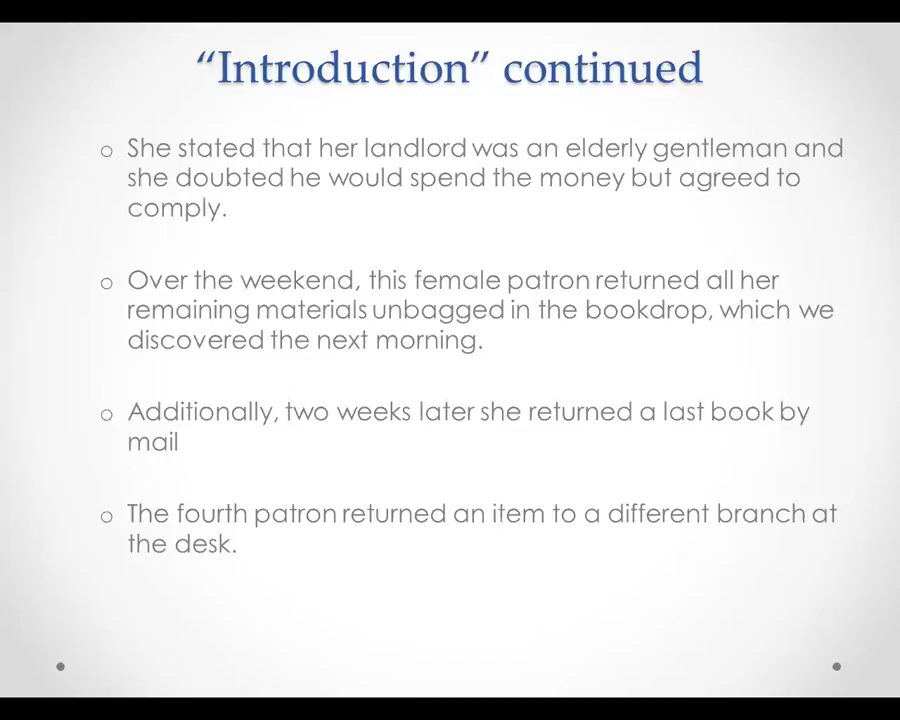 “Introduction” continued
o She stated that her landlord was an elderly gentleman and
she doubted he would spend the money but agreed to
comply.
o Over the weekend, this female patron returned all her
remaining materials unbagged in the bookdrop, which we
discovered the next morning.
o Additionally, two weeks later she returned a last book by
mail
o The fourth patron returned an item to a different branch at
the desk.